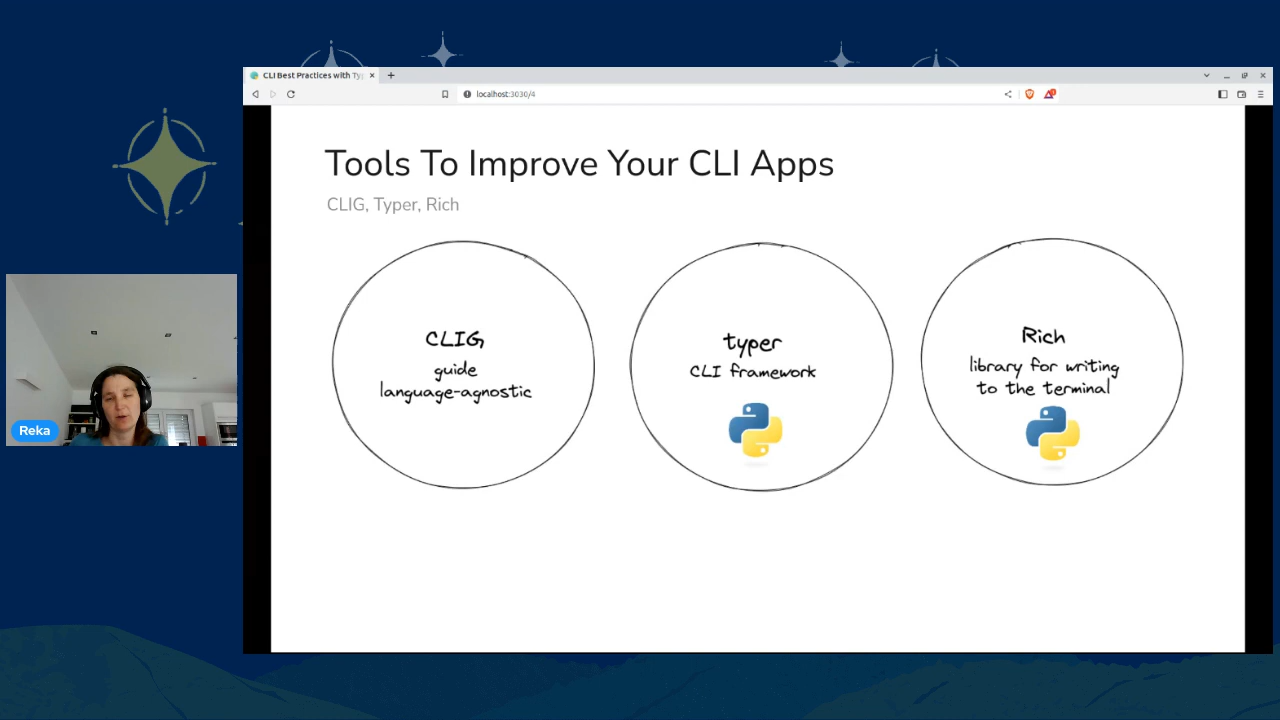 CLI Best Practices with Typ
localhost:3030/4
Tools To Improve Your CLI Apps
CLIG, Typer, Rich
CLIG
guide
language-agnostic
typer
CLI framework
Rich
library for writing
to the terminal
Reka